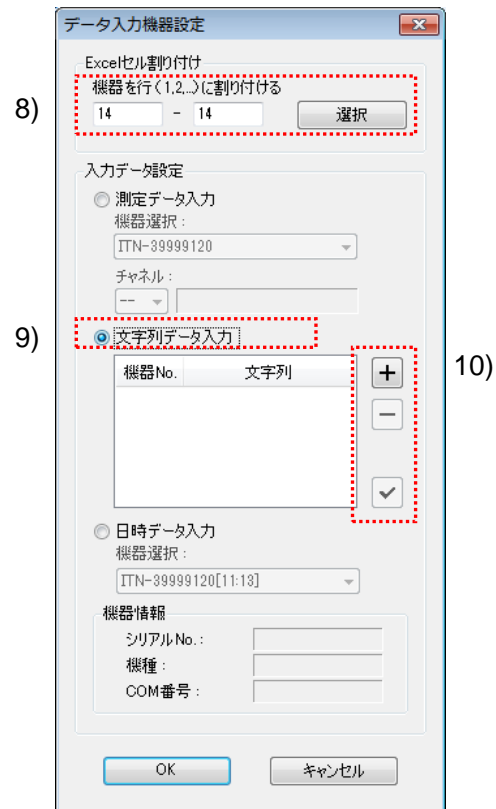 データ入力機器設定
Excelセル割り付け
機器を行(1,2,..)に割り付ける
8)
14 - 14 選択
入力データ設定
測定データ入力
機器選択:
ITN-39999120
チャネル:
--
9)
文字列データ入力
機器No. 文字列
+
10)
-
日時データ入力
機器選択:
ITN-39999120[11:13]
機器情報
シリアルNo.:
機種:
COM番号:
OK キャンセル